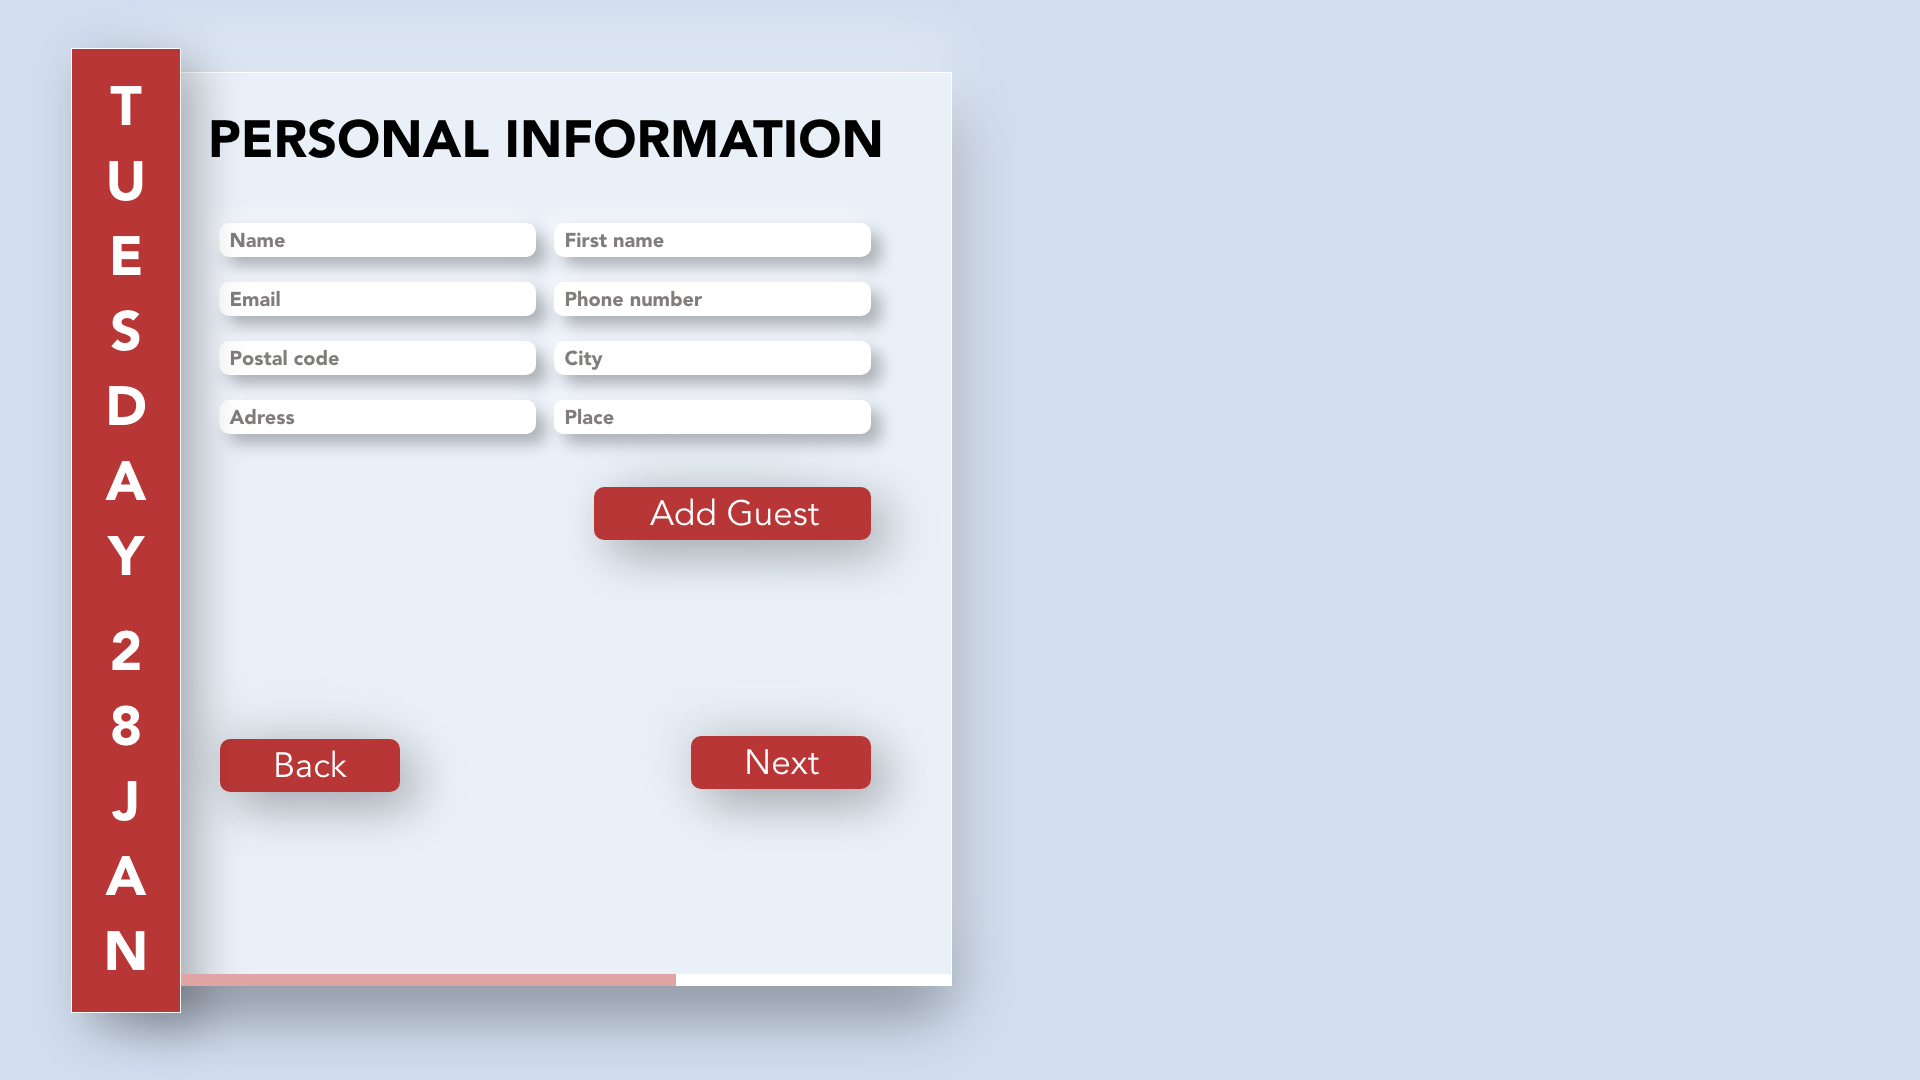 TUESDAY 28 JAN
PERSONAL INFORMATION
Name
First name
Email
Phone number
Postal code
City
Adress
Place
Add Guest
Back
Next